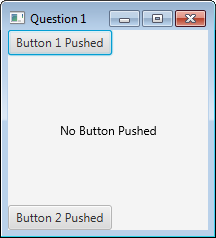 Question 1
Button 1 Pushed
No Button Pushed
Button 2 Pushed